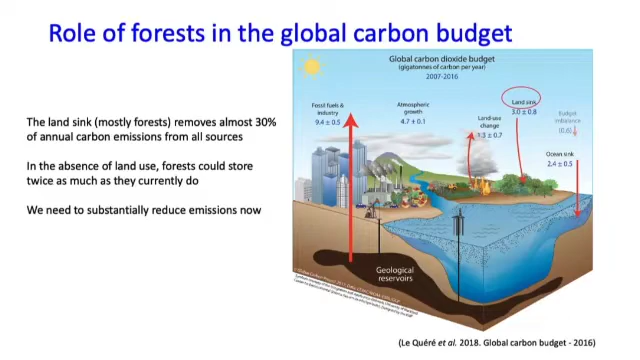 Role of forests in the global carbon budget
The land sink (mostly forests) removes almost 30%
of annual carbon emissions from all sources
In the absence of land use, forests could store
twice as much as they currently do
We need to substantially reduce emissions now
Global carbon dioxide budget
(gigatonnes of carbon per year)
2007-2016
Fossil fuels &
industry
9.4 ± 0.5
Atmospheric
growth
4.7 ± 0.1
Land-use
change
1.3 ± 0.7
Land sink
3.0 ± 0.8
Budget
imbalance
(0.6)
Ocean sink
2.4 ± 0.5
Geological
reservoirs
(Le Quéré et al. 2018. Global carbon budget - 2016)